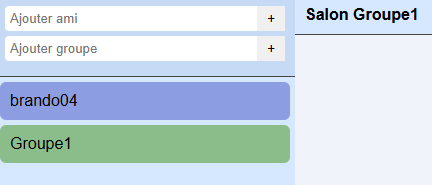 Ajouter ami +
Ajouter groupe +
brando04
Groupe1
Salon Groupe1